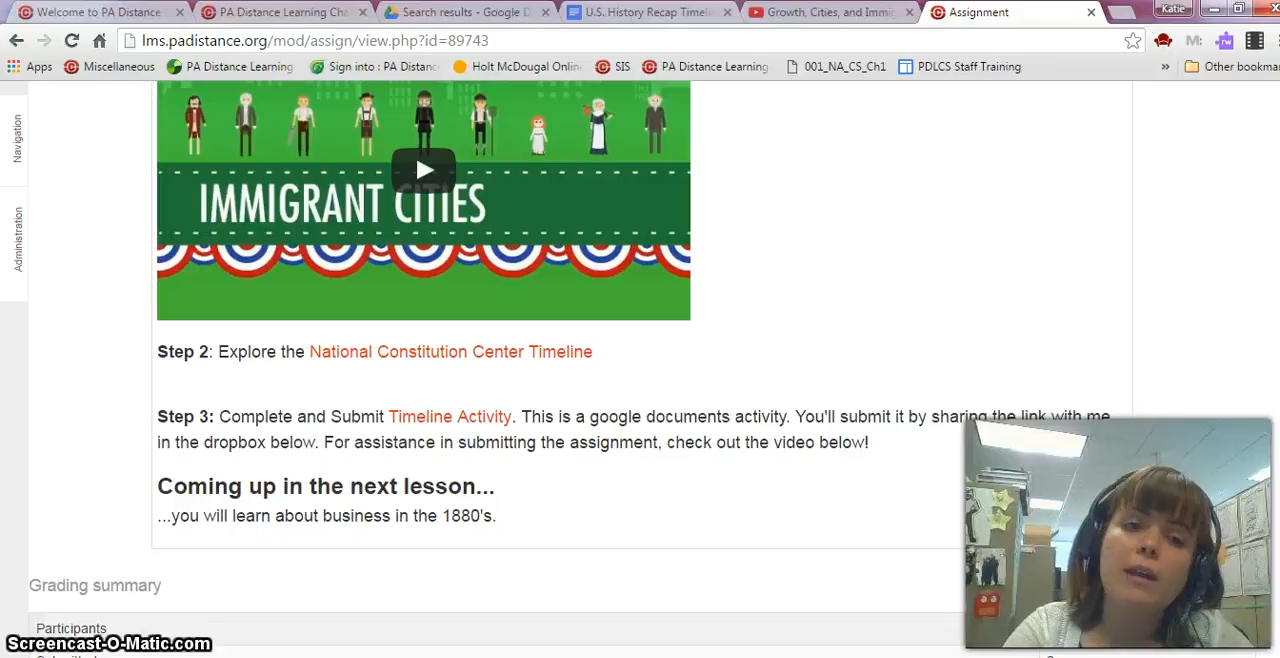 Welcome to PA Distance
PA Distance Learning Cha
Search results - Google D
U.S. History Recap Timeli
Growth, Cities, and Immic
Assignment
Katie
lms.padistance.org/mod/assign/view.php?id=89743
M:
rw
Apps
Miscellaneous
PA Distance Learning
Sign into : PA Distanc
Holt McDougal Onlin
SIS
PA Distance Learning
001_NA_CS_Ch1
PDLCS Staff Training
»
Other bookma
Navigation
Administration
IMMIGRANT CITIES
Step 2: Explore the National Constitution Center Timeline
Step 3: Complete and Submit Timeline Activity. This is a google documents activity. You'll submit it by sharing the link with me
in the dropbox below. For assistance in submitting the assignment, check out the video below!
Coming up in the next lesson...
...you will learn about business in the 1880's.
Grading summary
Participants
Screencast-O-Matic.com